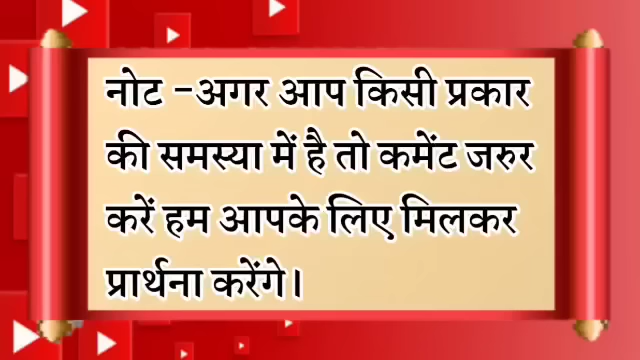 नोट -अगर आप किसी प्रकार
की समस्या में है तो कमेंट जरुर
करें हम आपके लिए मिलकर
प्रार्थना करेंगे।